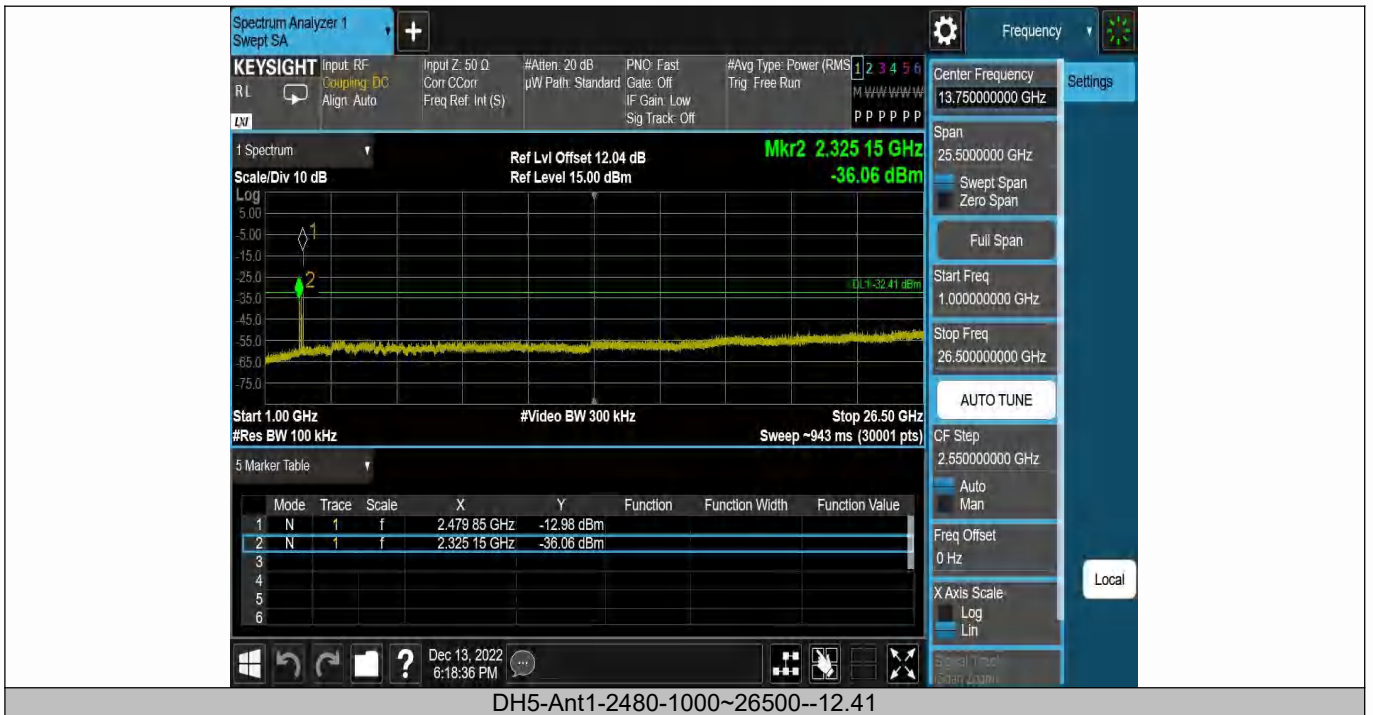 Spectrum Analyzer 1
Swept SA
+
Frequency
KEYSIGHT
RL
LXI
Input: RF
Coupling: DC
Align: Auto
Input Z: 50 Ω
Corr CCorr
Freq Ref: Int (S)
#Atten: 20 dB
µW Path: Standard
PNO: Fast
Gate: Off
IF Gain: Low
Sig Track: Off
#Avg Type: Power (RMS
Trig: Free Run
1 2 3 4 5 6
M W W W W W
P P P P P P
Center Frequency
13.750000000 GHz
Settings
1 Spectrum
Scale/Div 10 dB
Ref Lvl Offset 12.04 dB
Ref Level 15.00 dBm
Mkr2 2.325 15 GHz
-36.06 dBm
Log
5.00
-5.00
-15.0
-25.0
-35.0
-45.0
-55.0
-65.0
-75.0
1
2
DL1 -32.41 dBm
Start 1.00 GHz
#Video BW 300 kHz
Stop 26.50 GHz
#Res BW 100 kHz
Sweep ~943 ms (30001 pts)
Span
25.5000000 GHz
Swept Span
Zero Span
Full Span
Start Freq
1.000000000 GHz
Stop Freq
26.500000000 GHz
AUTO TUNE
CF Step
2.550000000 GHz
Auto
Man
Freq Offset
0 Hz
X Axis Scale
Log
Lin
Signal Track
(Span Zoom)
Local
5 Marker Table
Mode Trace Scale X Y Function Function Width Function Value
1 N 1 f 2.479 85 GHz -12.98 dBm
2 N 1 f 2.325 15 GHz -36.06 dBm
3
4
5
6
?
Dec 13, 2022
6:18:36 PM
DH5-Ant1-2480-1000~26500--12.41